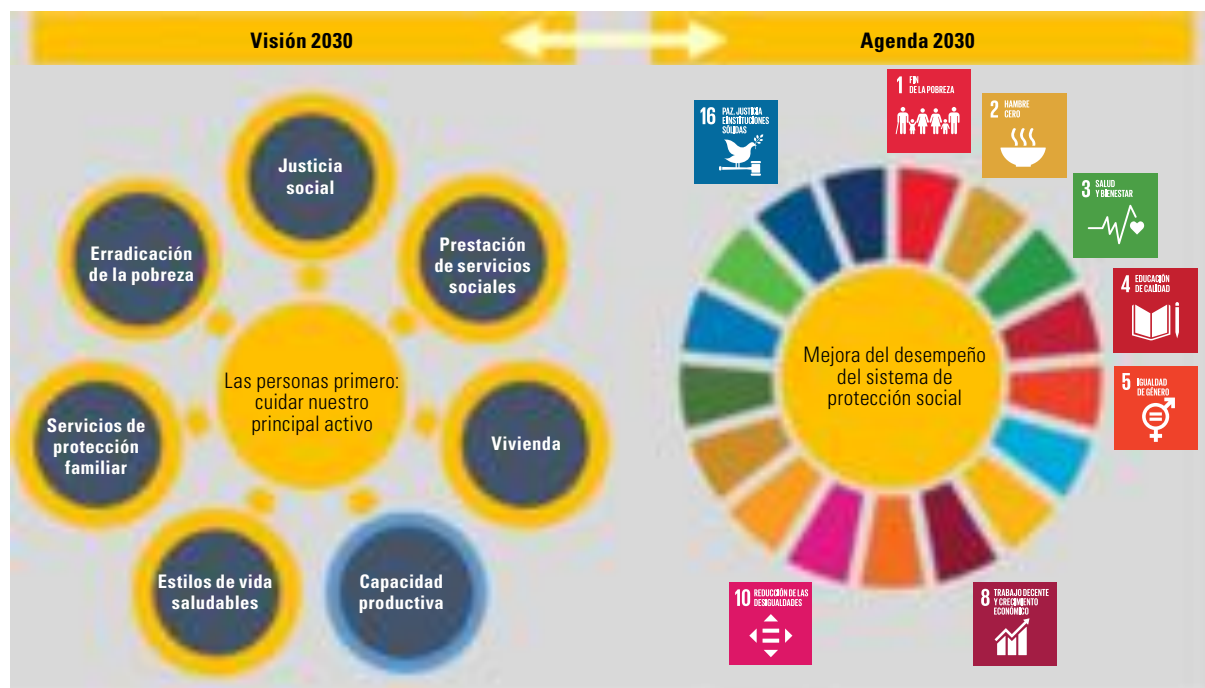 Visión 2030
Agenda 2030
Justicia
social
Prestación
de servicios
sociales
Erradicación
de la pobreza
Las personas primero:
cuidar nuestro
principal activo
Servicios de
protección
familiar
Vivienda
Estilos de vida
saludables
Capacidad
productiva
16 PAZ, JUSTICIA
E INSTITUCIONES
SÓLIDAS
1 FIN
DE LA POBREZA
2 HAMBRE
CERO
3 SALUD
Y BIENESTAR
4 EDUCACIÓN
DE CALIDAD
5 IGUALDAD
DE GÉNERO
Mejora del desempeño
del sistema de
protección social
10 REDUCCIÓN DE LAS
DESIGUALDADES
8 TRABAJO DECENTE
Y CRECIMIENTO
ECONÓMICO